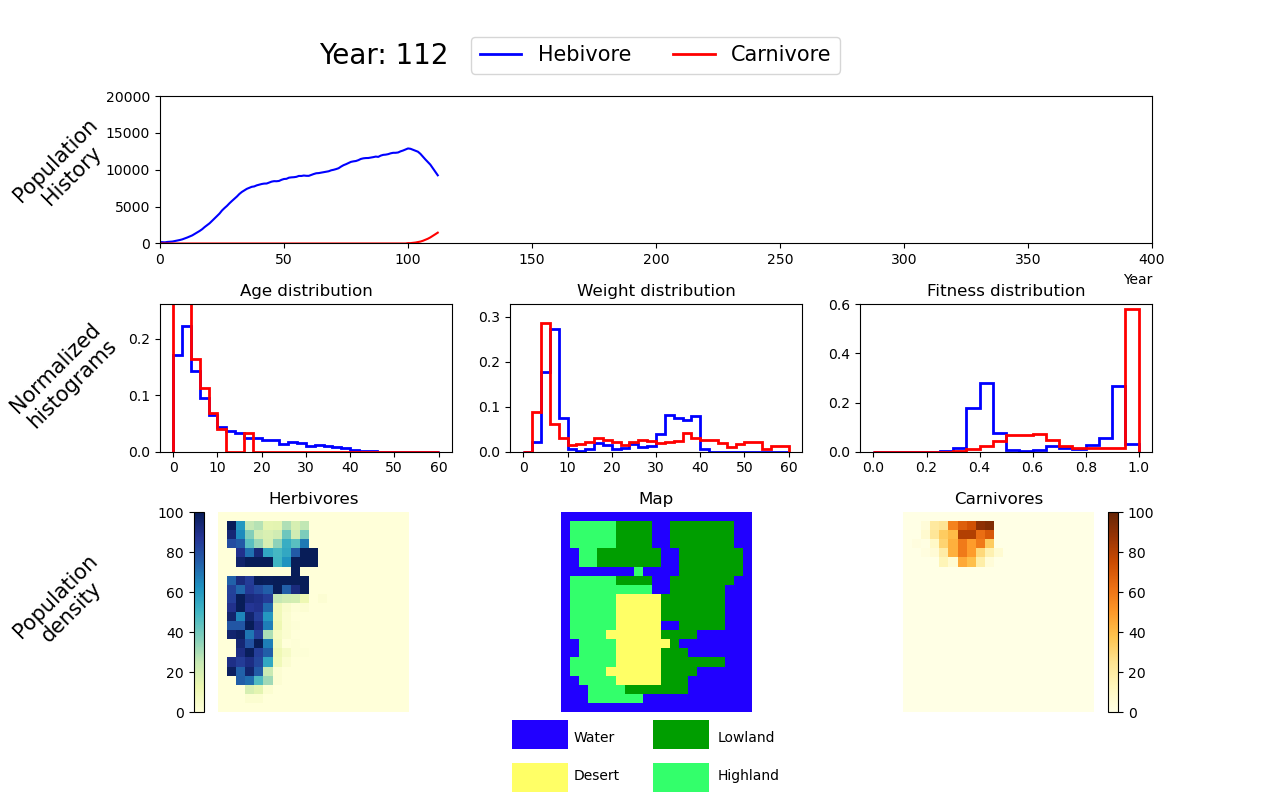 Year: 112
Hebivore
Carnivore
Population
History
20000
15000
10000
5000
0
0 50 100 150 200 250 300 350 400
Year
Normalized
histograms
Age distribution
0.2
0.1
0.0
0 10 20 30 40 50 60
Weight distribution
0.3
0.2
0.1
0.0
0 10 20 30 40 50 60
Fitness distribution
0.6
0.4
0.2
0.0
0.0 0.2 0.4 0.6 0.8 1.0
Population
density
Herbivores
100
80
60
40
20
0
Map
Water
Lowland
Desert
Highland
Carnivores
100
80
60
40
20
0